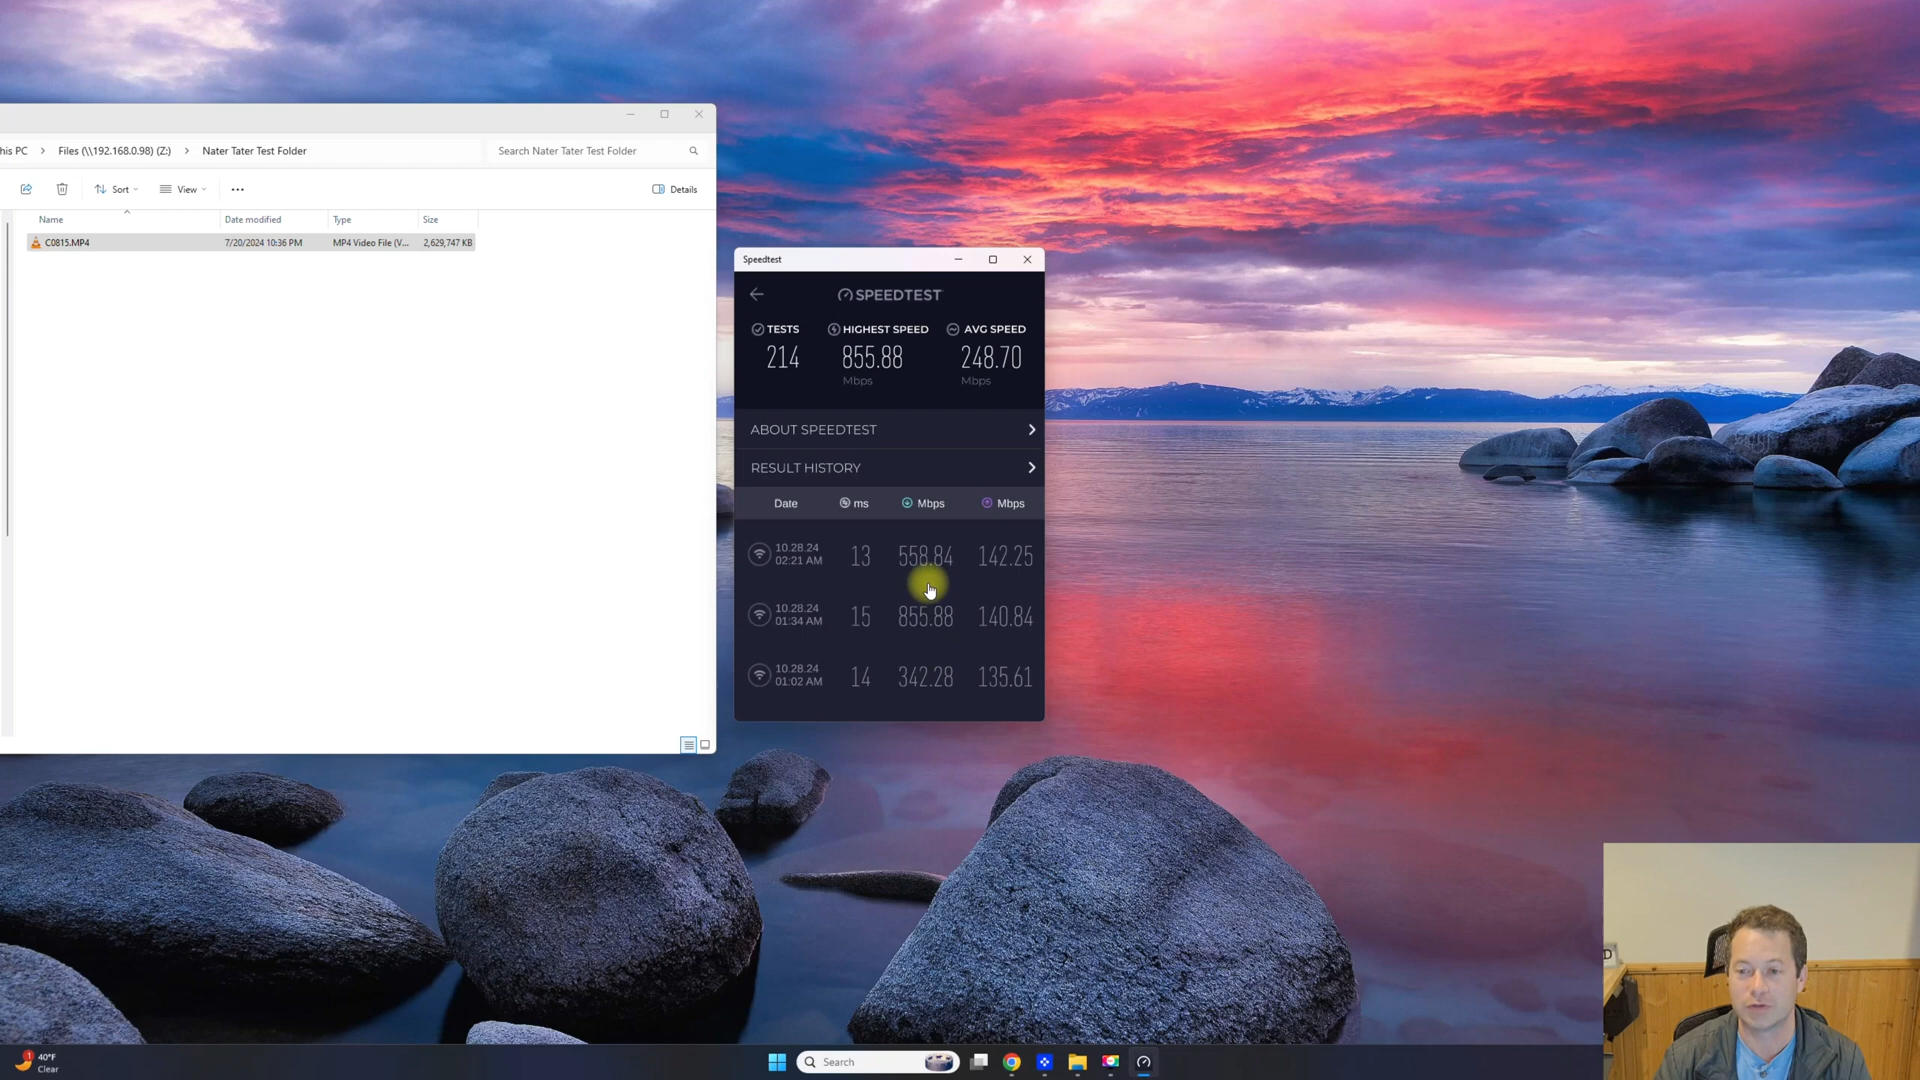 his PC > Files (\\192.168.0.98) (Z:) > Nater Tater Test Folder
Search Nater Tater Test Folder
Sort
View
...
Details
Name
Date modified
Type
Size
C0815.MP4
7/20/2024 10:36 PM
MP4 Video File (V...
2,629,747 KB
Speedtest
SPEEDTEST
TESTS
HIGHEST SPEED
AVG SPEED
214
855.88
248.70
Mbps
Mbps
ABOUT SPEEDTEST
RESULT HISTORY
Date
ms
Mbps
Mbps
10.28.24
02:21 AM
13
558.84
142.25
10.28.24
01:34 AM
15
855.88
140.84
10.28.24
01:02 AM
14
342.28
135.61
D
1
40°F
Clear
Search